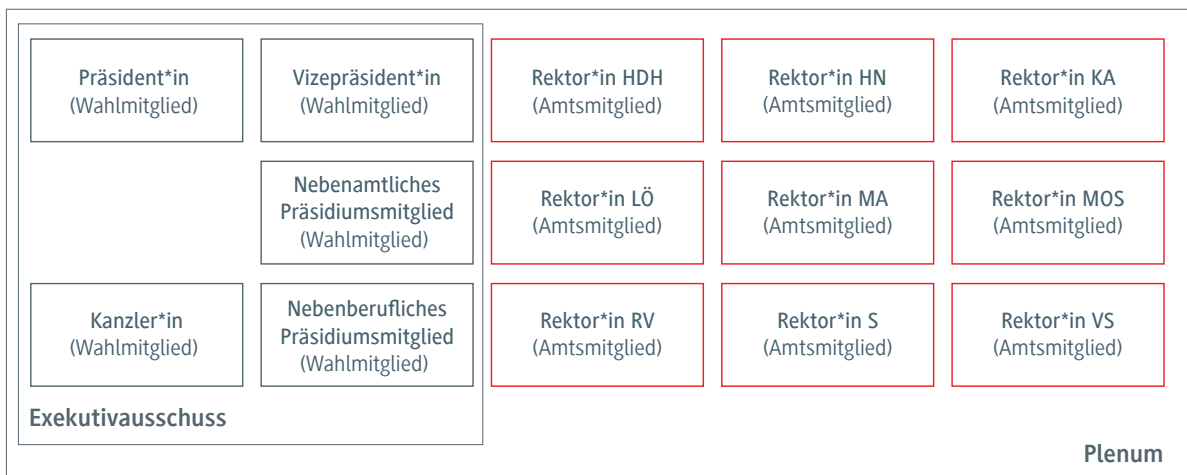 Präsident*in
(Wahlmitglied)
Vizepräsident*in
(Wahlmitglied)
Rektor*in HDH
(Amtsmitglied)
Rektor*in HN
(Amtsmitglied)
Rektor*in KA
(Amtsmitglied)
Nebenamtliches
Präsidiumsmitglied
(Wahlmitglied)
Rektor*in LÖ
(Amtsmitglied)
Rektor*in MA
(Amtsmitglied)
Rektor*in MOS
(Amtsmitglied)
Kanzler*in
(Wahlmitglied)
Nebenberufliches
Präsidiumsmitglied
(Wahlmitglied)
Rektor*in RV
(Amtsmitglied)
Rektor*in S
(Amtsmitglied)
Rektor*in VS
(Amtsmitglied)
Exekutivausschuss
Plenum